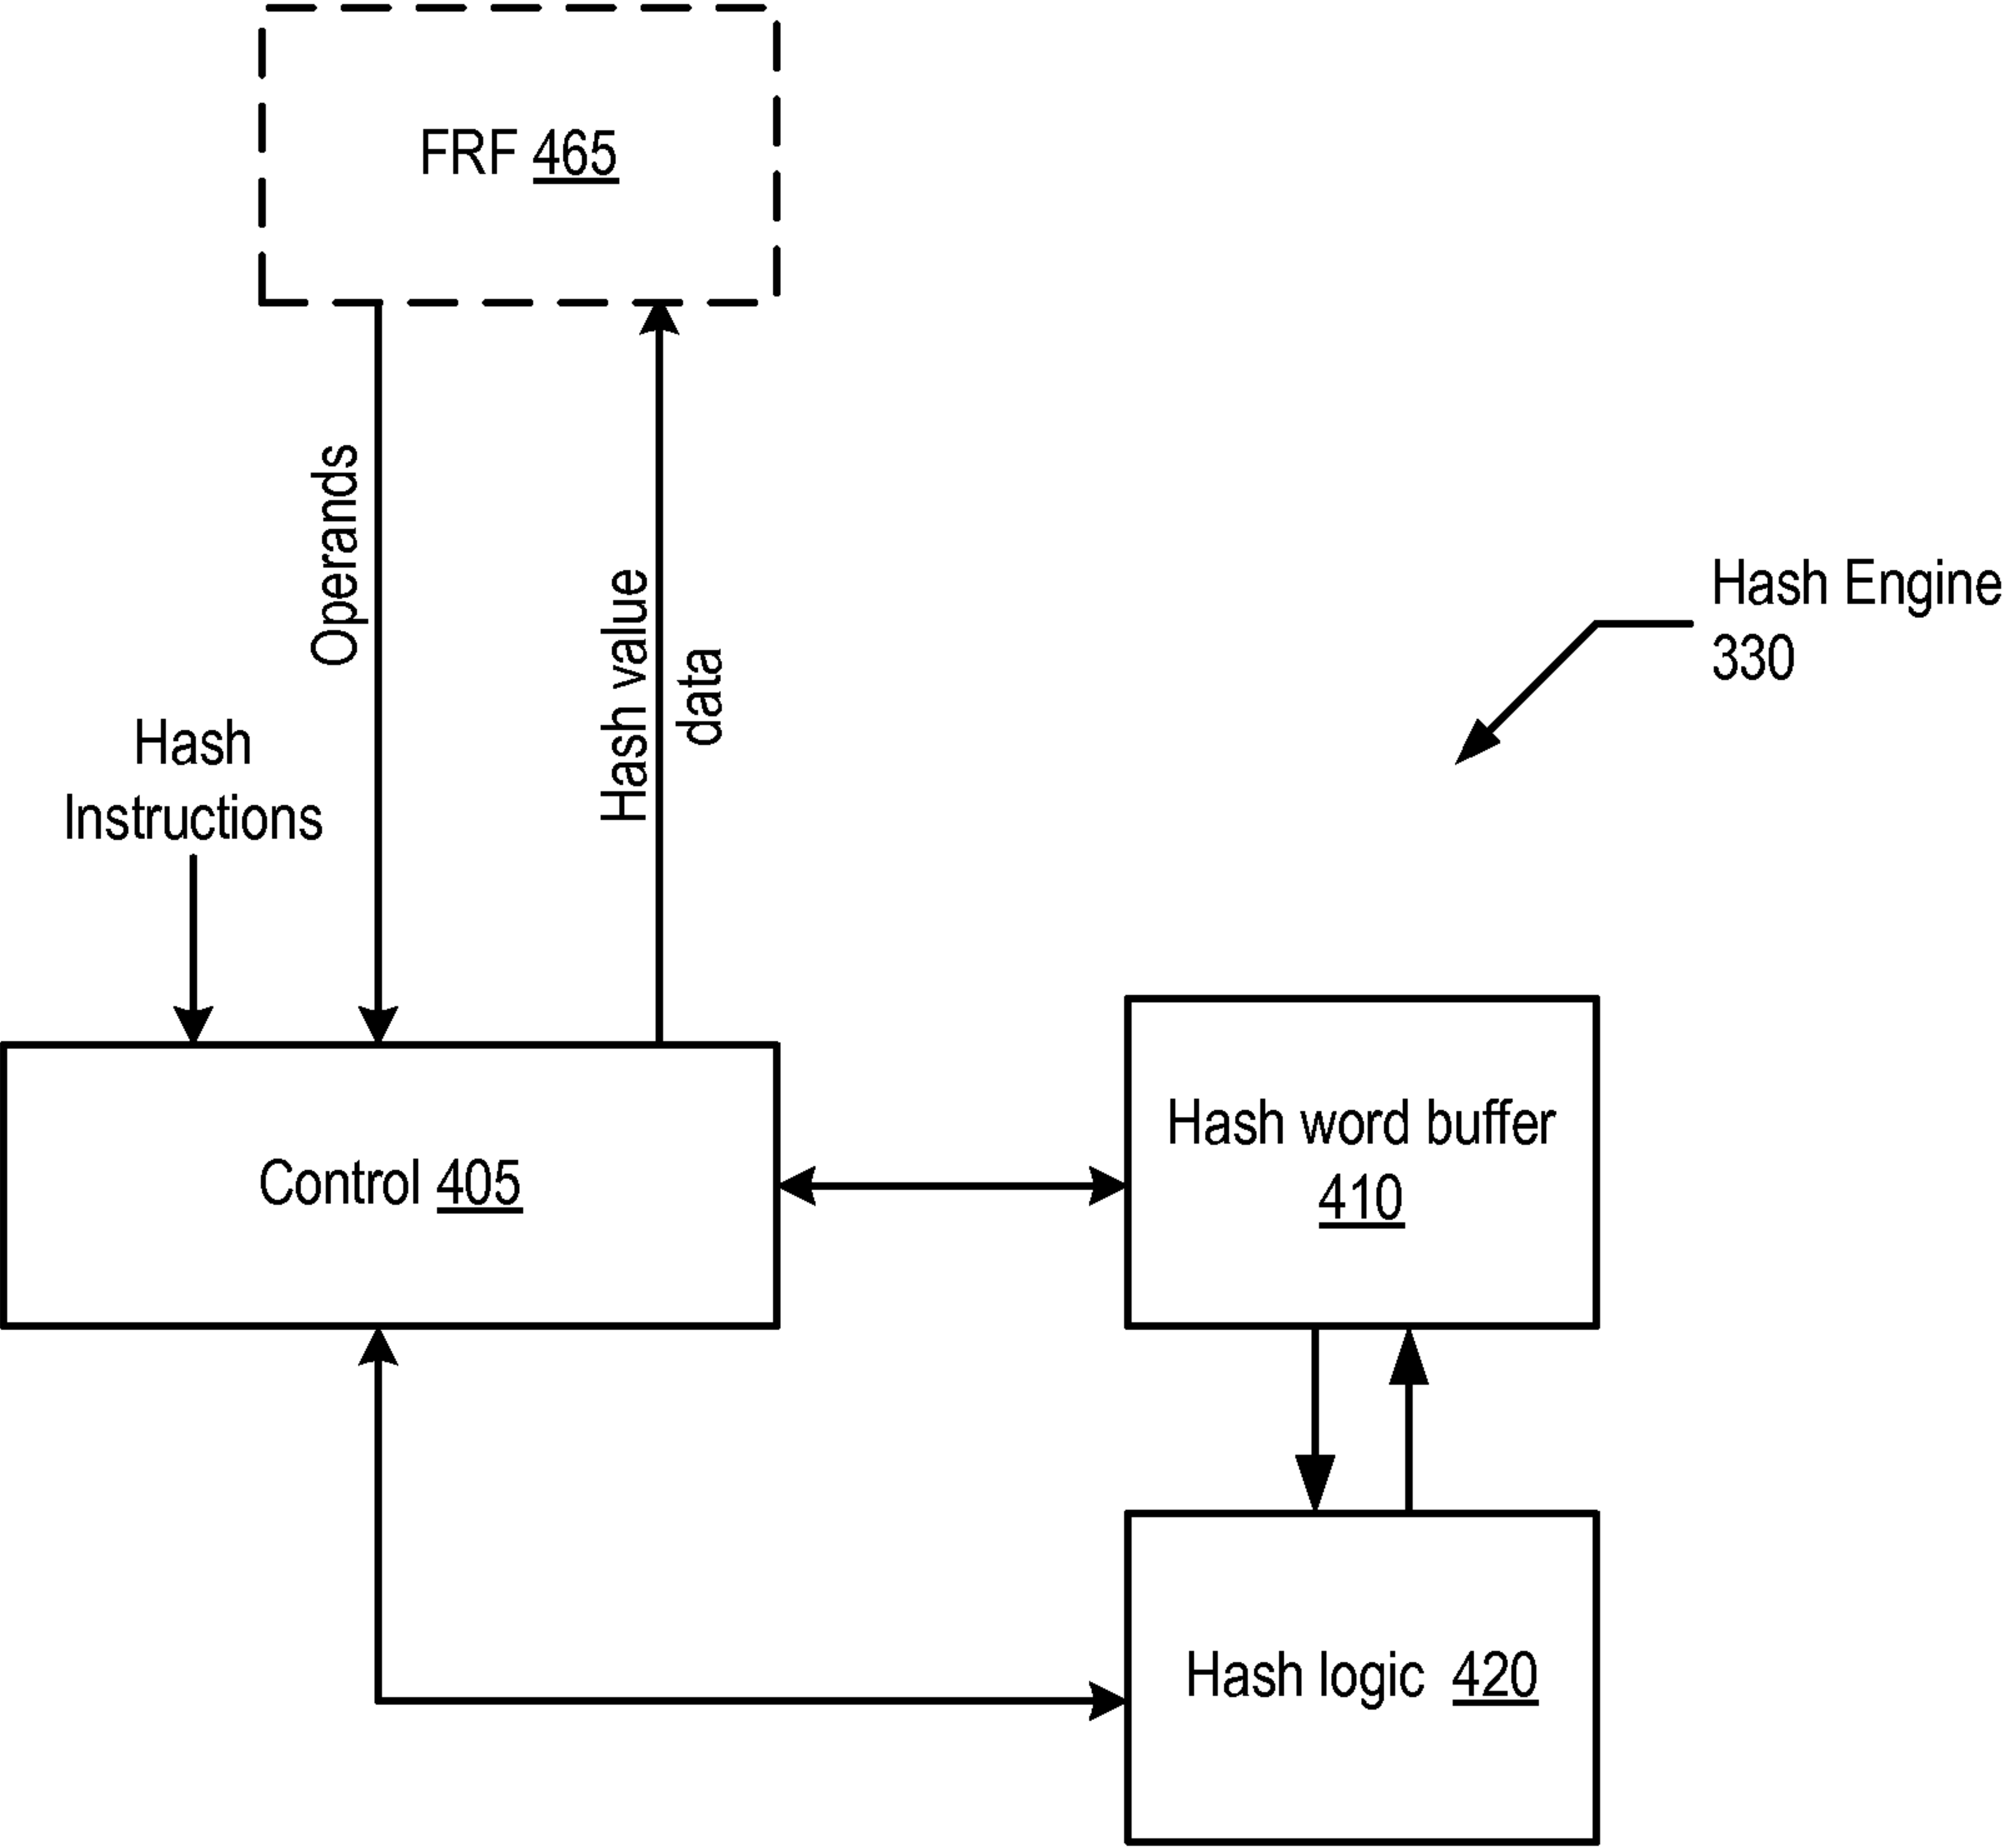 FRF 465
Operands
Hash value
data
Hash Engine
330
Hash
Instructions
Control 405
Hash word buffer
410
Hash logic 420